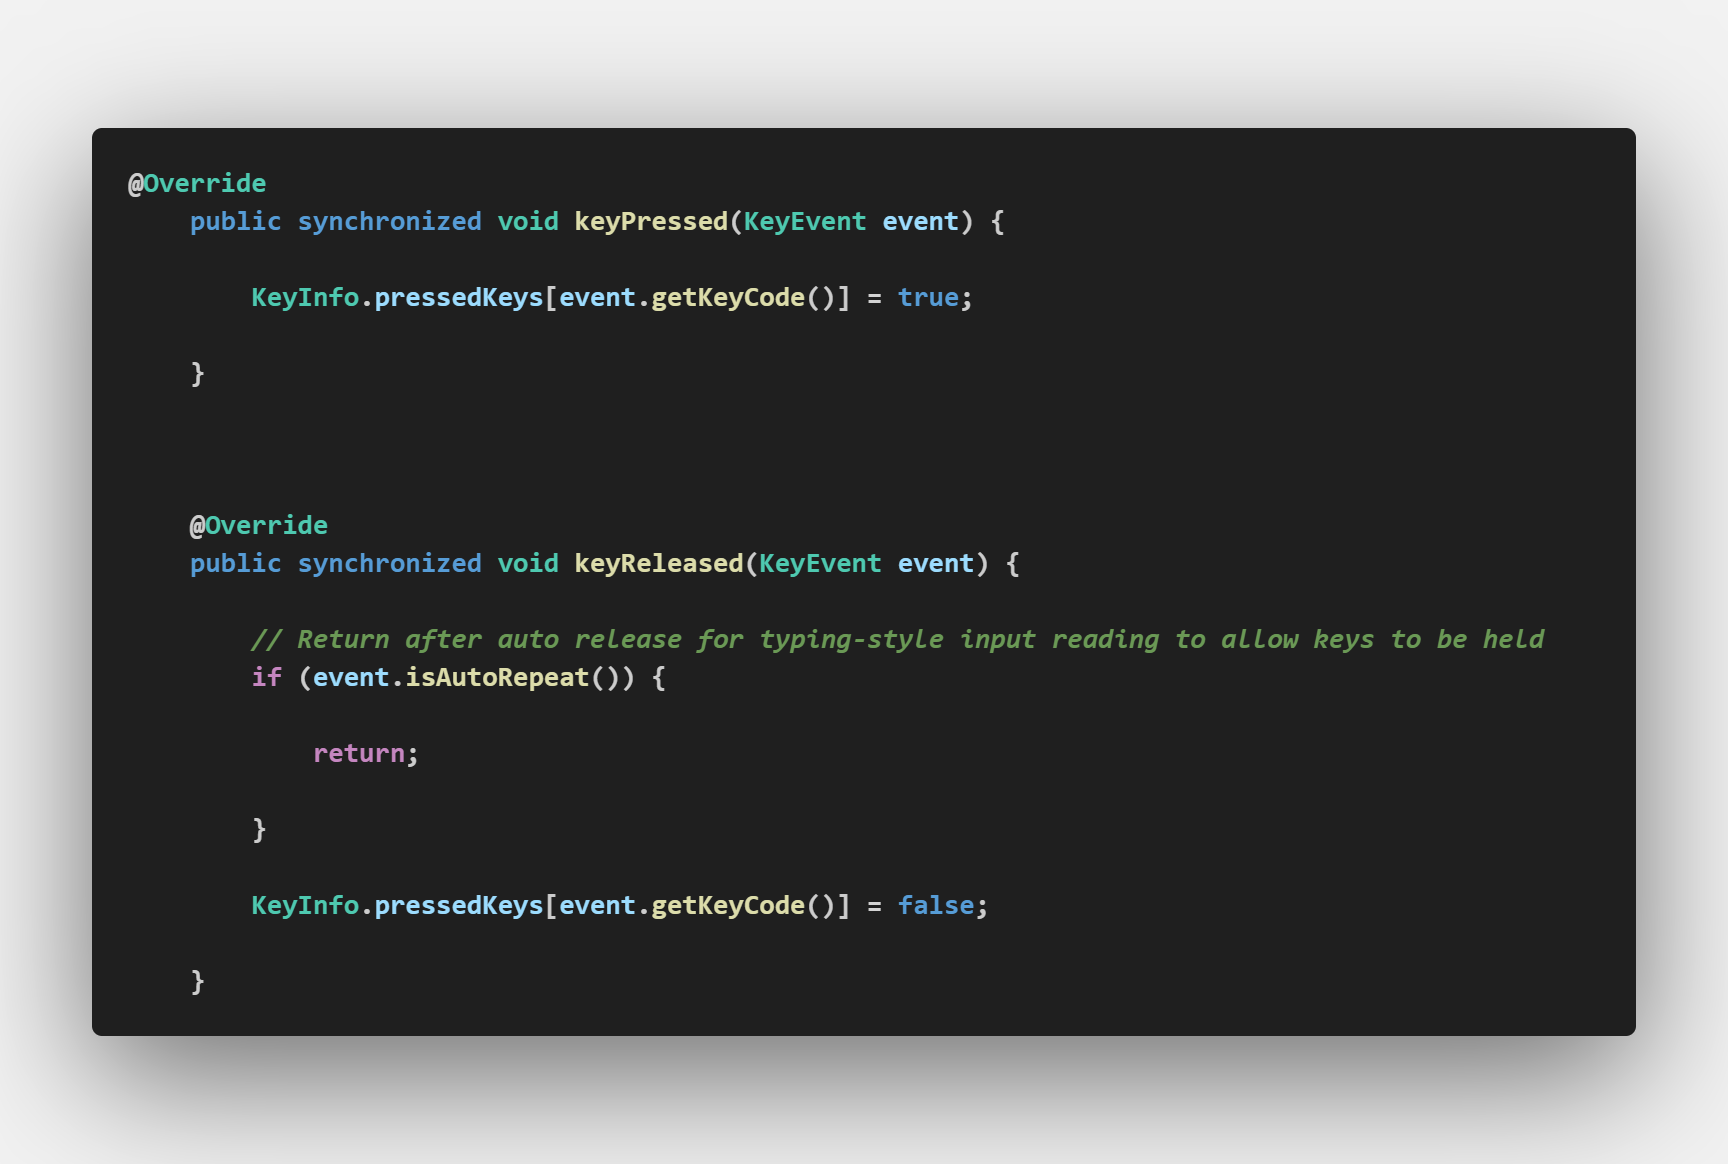 @Override
    public synchronized void keyPressed(KeyEvent event) {
        KeyInfo.pressedKeys[event.getKeyCode()] = true;
    }
    @Override
    public synchronized void keyReleased(KeyEvent event) {
        // Return after auto release for typing-style input reading to allow keys to be held
        if (event.isAutoRepeat()) {
            return;
        }
        KeyInfo.pressedKeys[event.getKeyCode()] = false;
    }